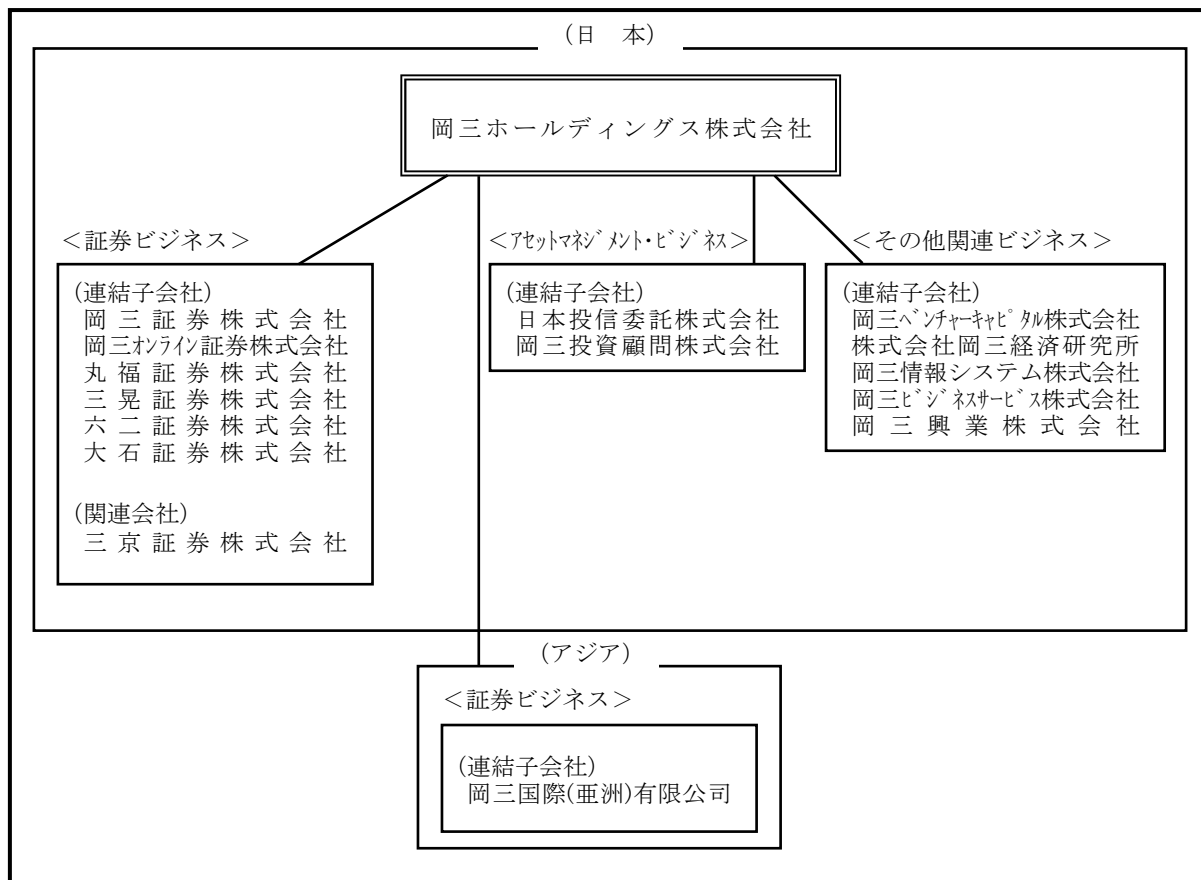 (日 本)
岡三ホールディングス株式会社
＜証券ビジネス＞
(連結子会社)
岡三証券株式会社
岡三ｵﾝﾗｲﾝ証券株式会社
丸福証券株式会社
三晃証券株式会社
六二証券株式会社
大石証券株式会社
(関連会社)
三京証券株式会社
＜ｱｾｯﾄﾏﾈｼﾞﾒﾝﾄ・ﾋﾞｼﾞﾈｽ＞
(連結子会社)
日本投信委託株式会社
岡三投資顧問株式会社
＜その他関連ビジネス＞
(連結子会社)
岡三ﾍﾞﾝﾁｬｰｷｬﾋﾟﾀﾙ株式会社
株式会社岡三経済研究所
岡三情報システム株式会社
岡三ﾋﾞｼﾞﾈｽｻｰﾋﾞｽ株式会社
岡三興業株式会社
(アジア)
＜証券ビジネス＞
(連結子会社)
岡三国際(亜洲)有限公司